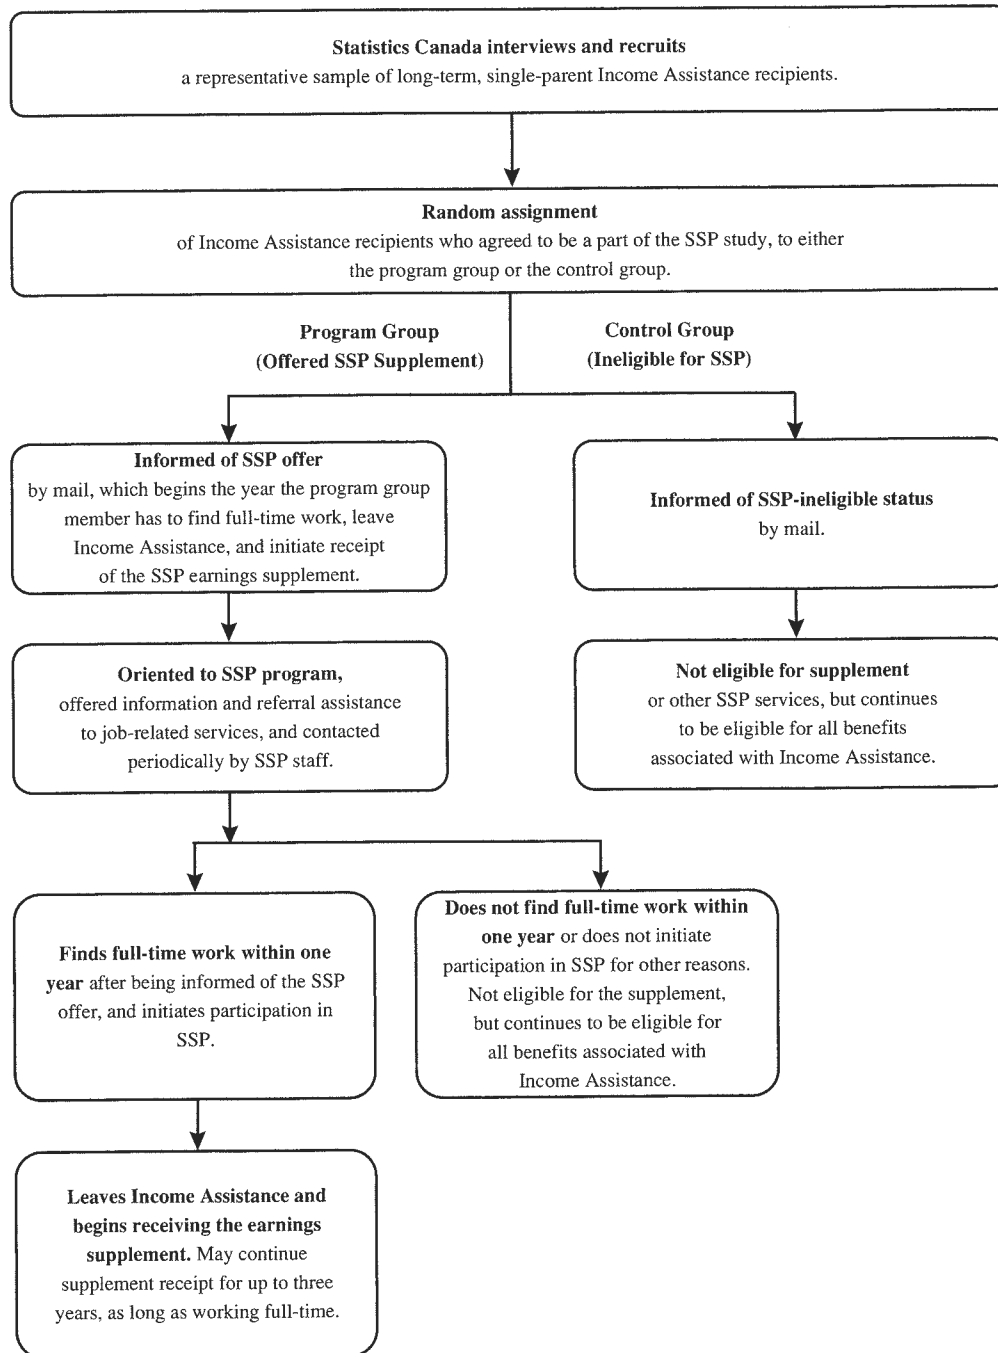 Statistics Canada interviews and recruits
a representative sample of long-term, single-parent Income Assistance recipients.
Random assignment
of Income Assistance recipients who agreed to be a part of the SSP study, to either
the program group or the control group.
Program Group
(Offered SSP Supplement)
Control Group
(Ineligible for SSP)
Informed of SSP offer
by mail, which begins the year the program group
member has to find full-time work, leave
Income Assistance, and initiate receipt
of the SSP earnings supplement.
Informed of SSP-ineligible status
by mail.
Oriented to SSP program,
offered information and referral assistance
to job-related services, and contacted
periodically by SSP staff.
Not eligible for supplement
or other SSP services, but continues
to be eligible for all benefits
associated with Income Assistance.
Finds full-time work within one
year after being informed of the SSP
offer, and initiates participation in
SSP.
Does not find full-time work within
one year or does not initiate
participation in SSP for other reasons.
Not eligible for the supplement,
but continues to be eligible for
all benefits associated with
Income Assistance.
Leaves Income Assistance and
begins receiving the earnings
supplement. May continue
supplement receipt for up to three
years, as long as working full-time.